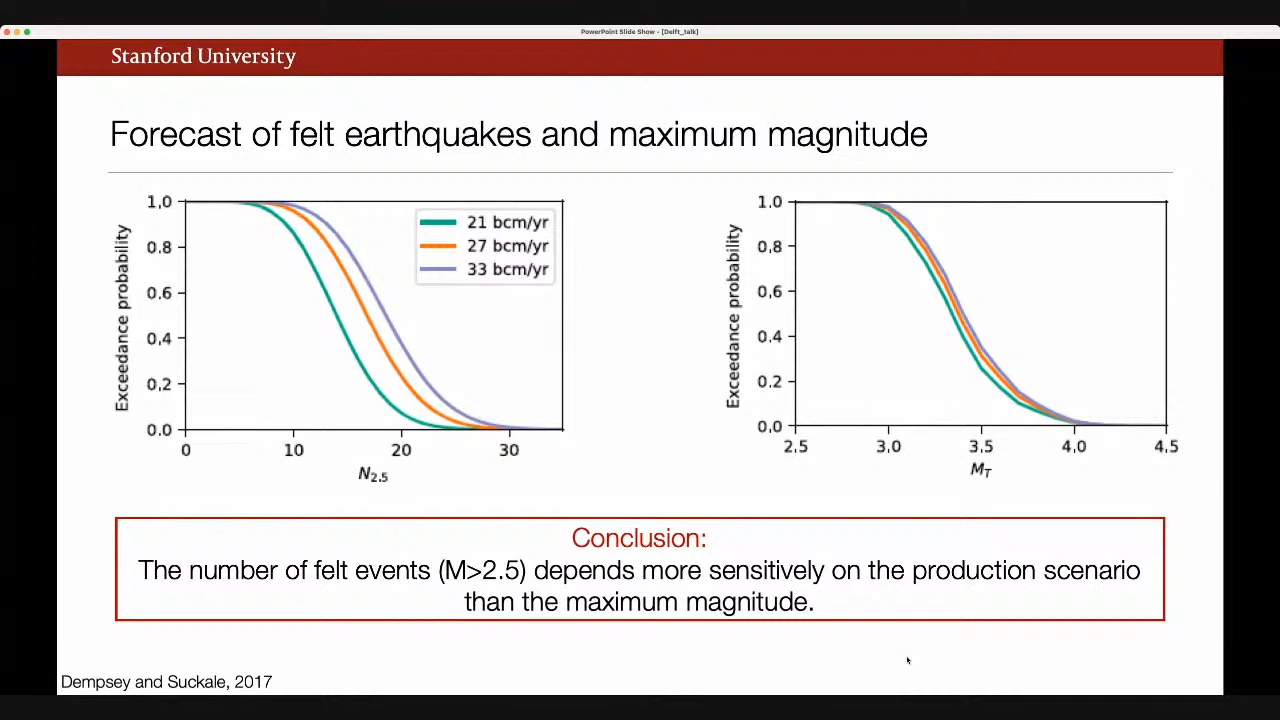 PowerPoint Slide Show - [Delft_talk]
Stanford University
Forecast of felt earthquakes and maximum magnitude
Exceedance probability
1.0
0.8
0.6
0.4
0.2
0.0
0 10 20 30
N2.5
21 bcm/yr
27 bcm/yr
33 bcm/yr
Exceedance probability
1.0
0.8
0.6
0.4
0.2
0.0
2.5 3.0 3.5 4.0 4.5
MT
Conclusion:
The number of felt events (M>2.5) depends more sensitively on the production scenario
than the maximum magnitude.
Dempsey and Suckale, 2017